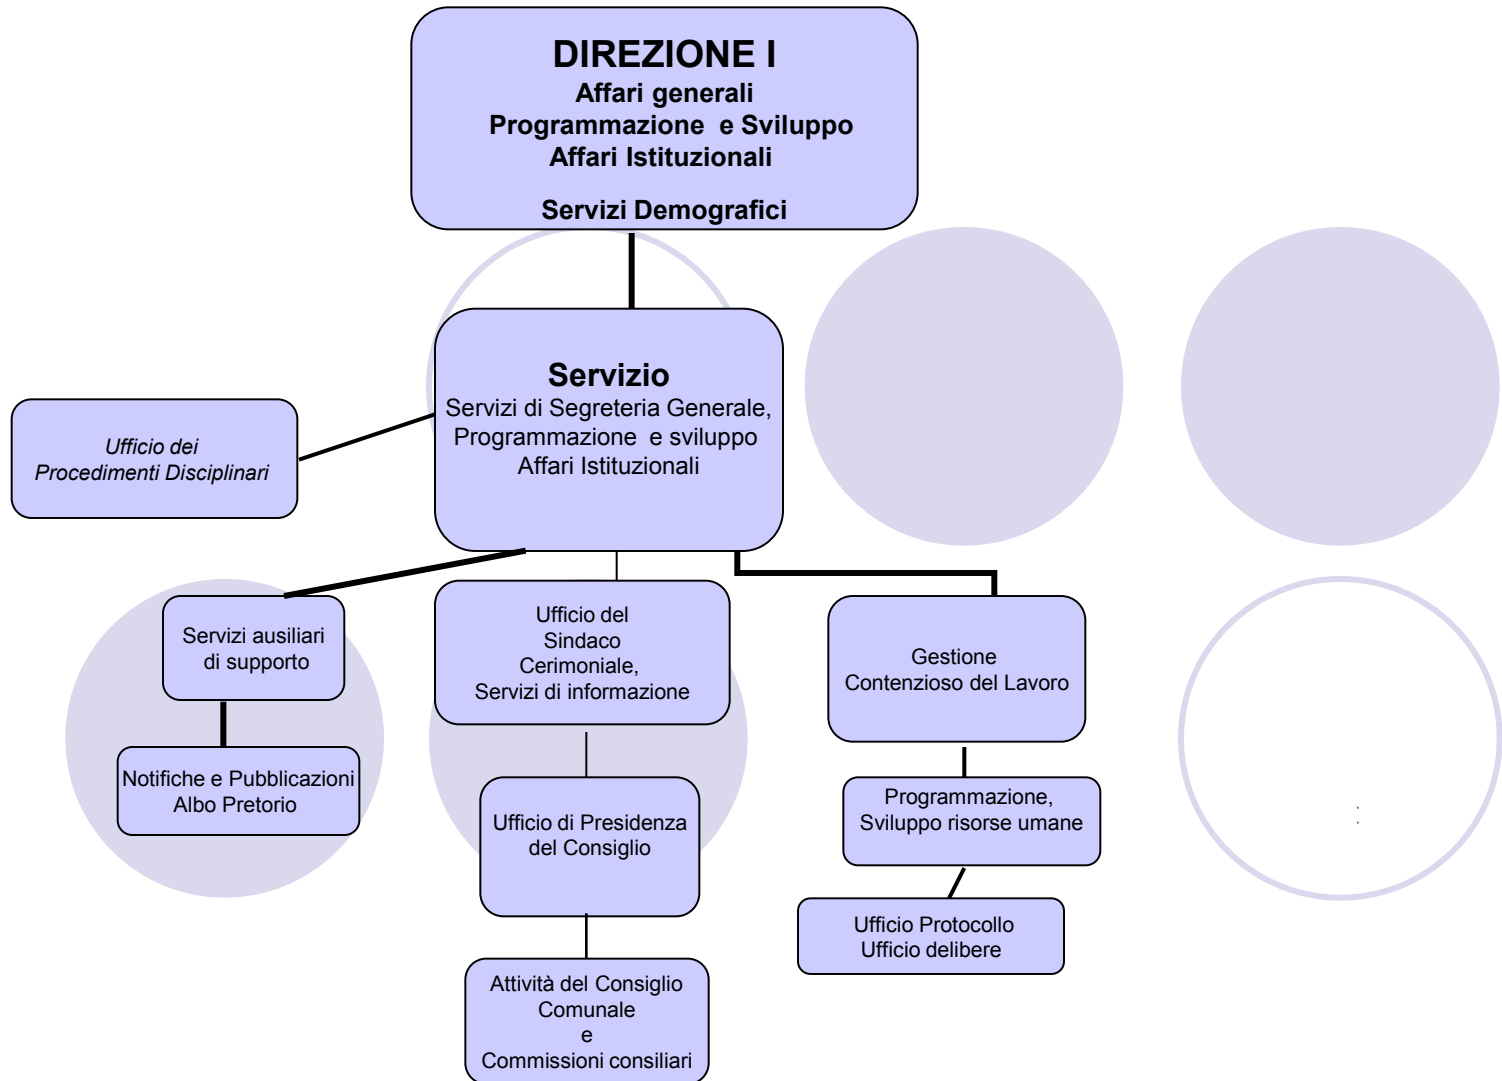 DIREZIONE I
Affari generali
Programmazione e Sviluppo
Affari Istituzionali
Servizi Demografici
Servizio
Servizi di Segreteria Generale,
Programmazione e sviluppo
Affari Istituzionali
Ufficio dei
Procedimenti Disciplinari
Servizi ausiliari
di supporto
Notifiche e Pubblicazioni
Albo Pretorio
Ufficio del
Sindaco
Cerimoniale,
Servizi di informazione
Ufficio di Presidenza
del Consiglio
Attività del Consiglio
Comunale
e
Commissioni consiliari
Gestione
Contenzioso del Lavoro
Programmazione,
Sviluppo risorse umane
Ufficio Protocollo
Ufficio delibere